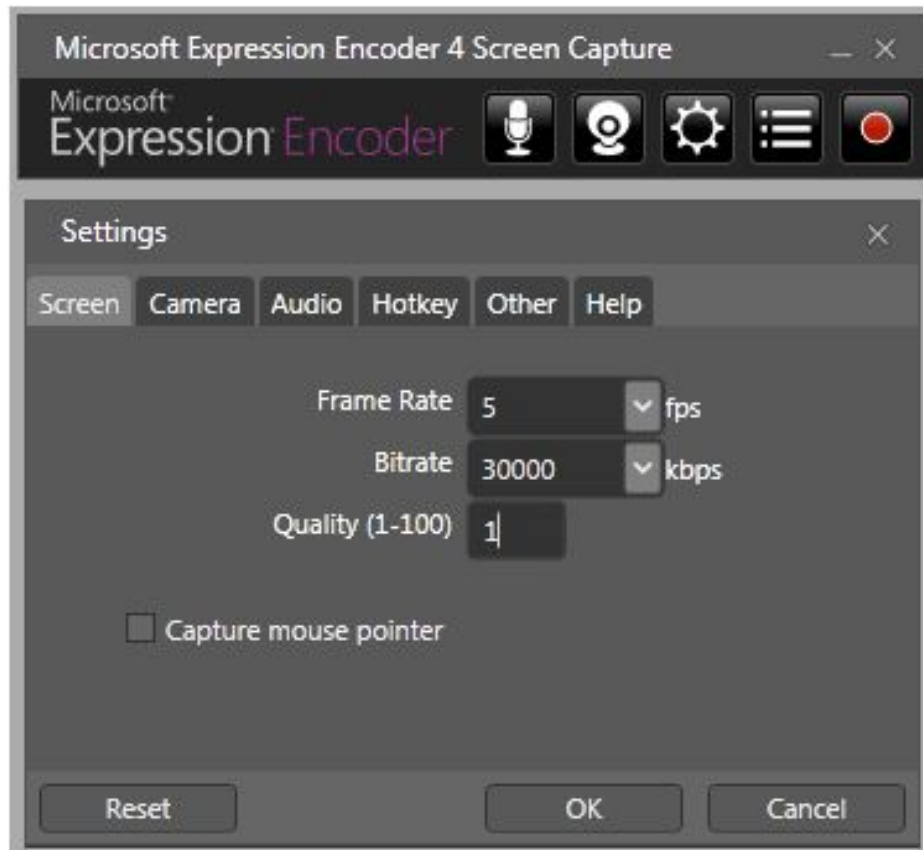 Microsoft Expression Encoder 4 Screen Capture
Microsoft
Expression Encoder
Settings
Screen Camera Audio Hotkey Other Help
Frame Rate 5 fps
Bitrate 30000 kbps
Quality (1-100) 1
Capture mouse pointer
Reset OK Cancel